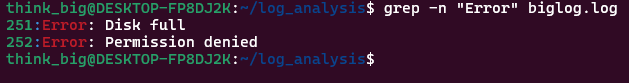 think_big@DESKTOP-FP8DJ2K:~/log_analysis$ grep -n "Error" biglog.log
251:Error: Disk full
252:Error: Permission denied
think_big@DESKTOP-FP8DJ2K:~/log_analysis$